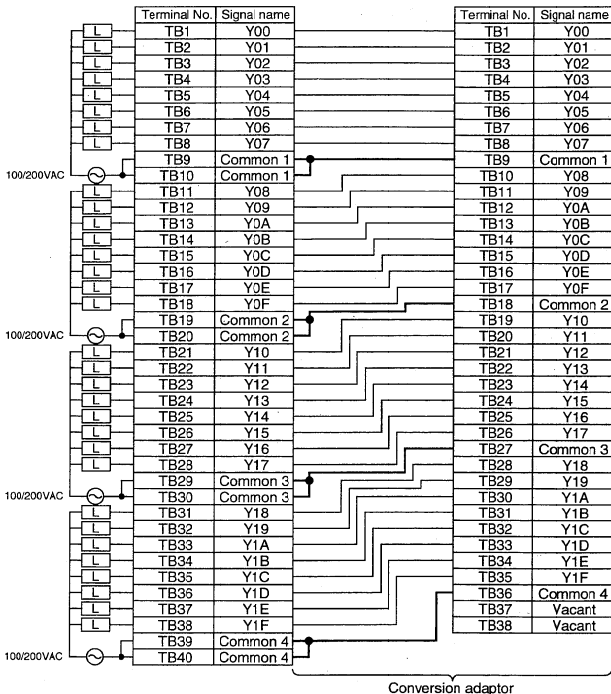 Terminal No. Signal name Terminal No. Signal name
L TB1 Y00 TB1 Y00
L TB2 Y01 TB2 Y01
L TB3 Y02 TB3 Y02
L TB4 Y03 TB4 Y03
L TB5 Y04 TB5 Y04
L TB6 Y05 TB6 Y05
L TB7 Y06 TB7 Y06
L TB8 Y07 TB8 Y07
TB9 Common 1 TB9 Common 1
100/200VAC TB10 Common 1 TB10 Y08
L TB11 Y08 TB11 Y09
L TB12 Y09 TB12 Y0A
L TB13 Y0A TB13 Y0B
L TB14 Y0B TB14 Y0C
L TB15 Y0C TB15 Y0D
L TB16 Y0D TB16 Y0E
L TB17 Y0E TB17 Y0F
L TB18 Y0F TB18 Common 2
TB19 Common 2 TB19 Y10
100/200VAC TB20 Common 2 TB20 Y11
L TB21 Y10 TB21 Y12
L TB22 Y11 TB22 Y13
L TB23 Y12 TB23 Y14
L TB24 Y13 TB24 Y15
L TB25 Y14 TB25 Y16
L TB26 Y15 TB26 Y17
L TB27 Y16 TB27 Common 3
L TB28 Y17 TB28 Y18
TB29 Common 3 TB29 Y19
100/200VAC TB30 Common 3 TB30 Y1A
L TB31 Y18 TB31 Y1B
L TB32 Y19 TB32 Y1C
L TB33 Y1A TB33 Y1D
L TB34 Y1B TB34 Y1E
L TB35 Y1C TB35 Y1F
L TB36 Y1D TB36 Common 4
L TB37 Y1E TB37 Vacant
L TB38 Y1F TB38 Vacant
TB39 Common 4
100/200VAC TB40 Common 4
Conversion adaptor